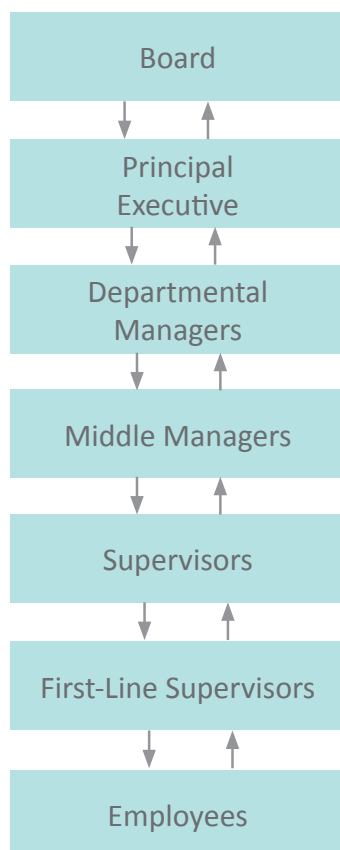 Board
Principal
Executive
Departmental
Managers
Middle Managers
Supervisors
First-Line Supervisors
Employees